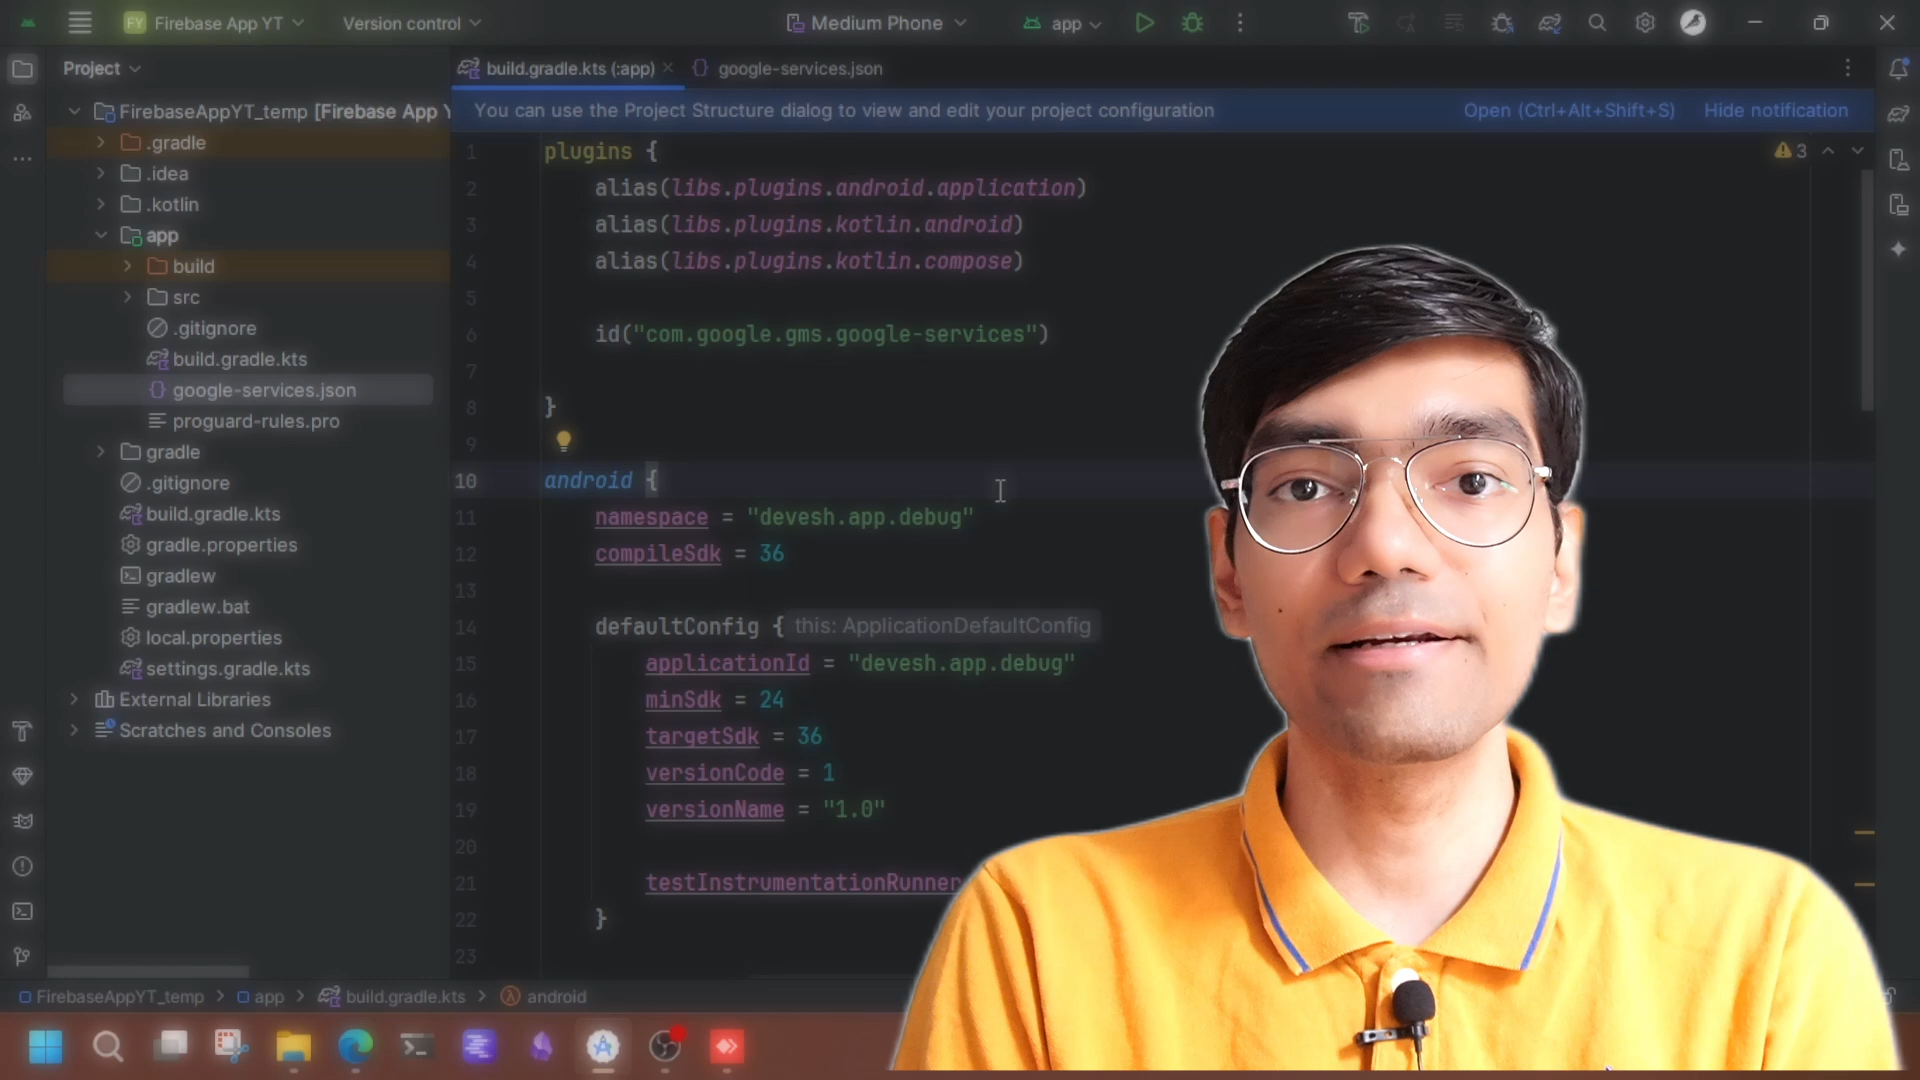 FY Firebase App YT Version control Medium Phone app
Project build.gradle.kts (:app) google-services.json
FirebaseAppYT_temp [Firebase App Y
You can use the Project Structure dialog to view and edit your project configuration Open (Ctrl+Alt+Shift+S) Hide notification
.gradle
.idea
.kotlin
app
build
src
.gitignore
build.gradle.kts
google-services.json
proguard-rules.pro
gradle
.gitignore
build.gradle.kts
gradle.properties
gradlew
gradlew.bat
local.properties
settings.gradle.kts
External Libraries
Scratches and Consoles
3
1 plugins {
2 alias(libs.plugins.android.application)
3 alias(libs.plugins.kotlin.android)
4 alias(libs.plugins.kotlin.compose)
5
6 id("com.google.gms.google-services")
7
8 }
9
10 android {
11 namespace = "devesh.app.debug"
12 compileSdk = 36
13
14 defaultConfig { this: ApplicationDefaultConfig
15 applicationId = "devesh.app.debug"
16 minSdk = 24
17 targetSdk = 36
18 versionCode = 1
19 versionName = "1.0"
20
21 testInstrumentationRunner
22 }
23
FirebaseAppYT_temp > app > build.gradle.kts > android